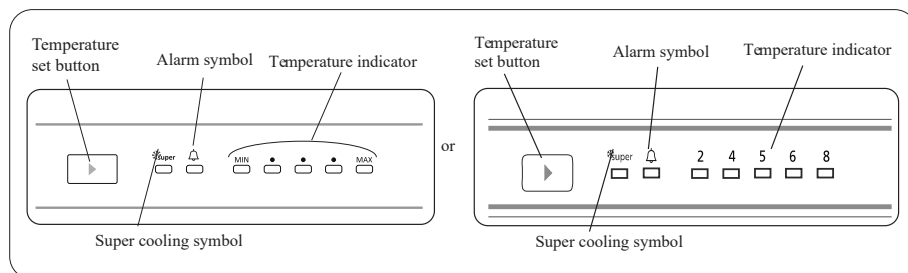 Temperature
set button
Alarm symbol
Temperature indicator
super
MIN
MAX
Super cooling symbol
or
Temperature
set button
Alarm symbol
Temperature indicator
super
2 4 5 6 8
Super cooling symbol